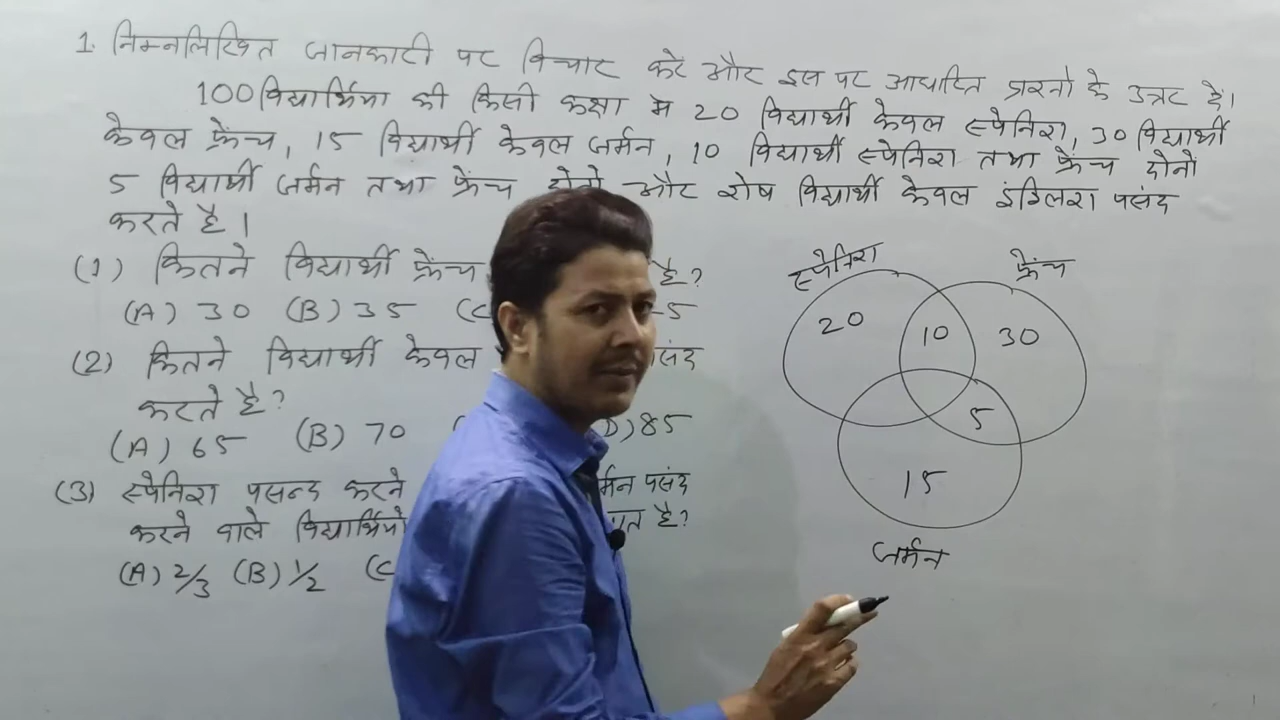 1. निम्नलिखित जानकारी पर विचार करें और इस पर आधारित प्रश्नों के उत्तर दें।
100 विद्यार्थियों की किसी कक्षा में 20 विद्यार्थी केवल स्पेनिश, 30 विद्यार्थी
केवल फ्रेंच, 15 विद्यार्थी केवल जर्मन, 10 विद्यार्थी स्पेनिश तथा फ्रेंच दोनों
5 विद्यार्थी जर्मन तथा फ्रेंच दोनों और शेष विद्यार्थी केवल इंग्लिश पसंद
करते है।
(1) कितने विद्यार्थी फ्रेंच है?
(A) 30 (B) 35 (C 5
(2) कितने विद्यार्थी केवल
करते है?
(A) 65 (B) 70 D) 85
(3) स्पेनिश पसन्द करने पसंद
करने वाले है?
(A) 2/3 (B) 1/2 (C
स्पेनिश
फ्रेंच
20
10
30
5
15
जर्मन